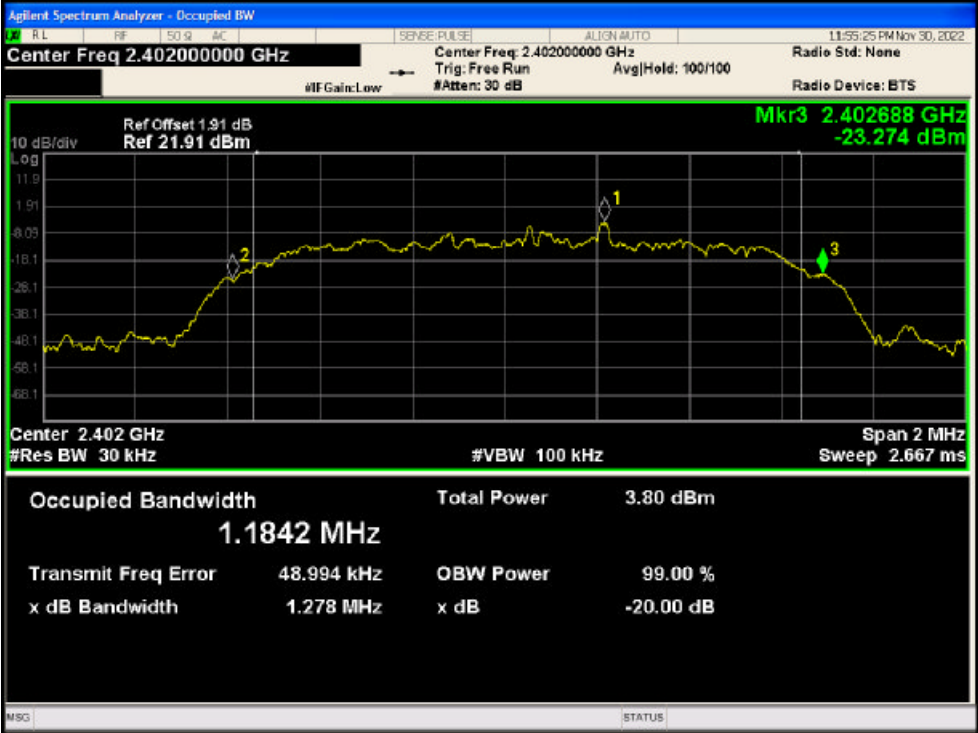 Agilent Spectrum Analyzer - Occupied BW
LXI RL RF 50 Ω AC SENSE:PULSE ALIGN AUTO 11:55:25 PM Nov 30, 2022
Center Freq 2.402000000 GHz Center Freq: 2.402000000 GHz Radio Std: None
Trig: Free Run Avg|Hold: 100/100
#IFGain:Low #Atten: 30 dB Radio Device: BTS
Mkr3 2.402688 GHz
Ref Offset 1.91 dB
10 dB/div Ref 21.91 dBm -23.274 dBm
Log
11.9
1
1.91
-8.09
2
3
-18.1
-28.1
-38.1
-48.1
-58.1
-68.1
Center 2.402 GHz Span 2 MHz
#Res BW 30 kHz #VBW 100 kHz Sweep 2.667 ms
Occupied Bandwidth Total Power 3.80 dBm
1.1842 MHz
Transmit Freq Error 48.994 kHz OBW Power 99.00 %
x dB Bandwidth 1.278 MHz x dB -20.00 dB
MSG STATUS